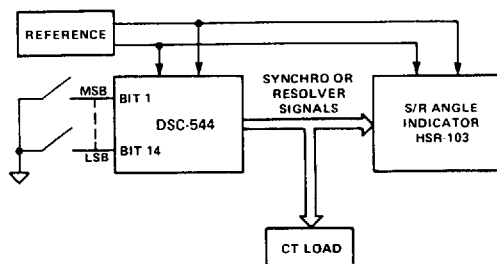 REFERENCE
MSB
BIT 1
DSC-544
LSB
BIT 14
SYNCHRO OR
RESOLVER
SIGNALS
S/R ANGLE
INDICATOR
HSR-103
CT LOAD